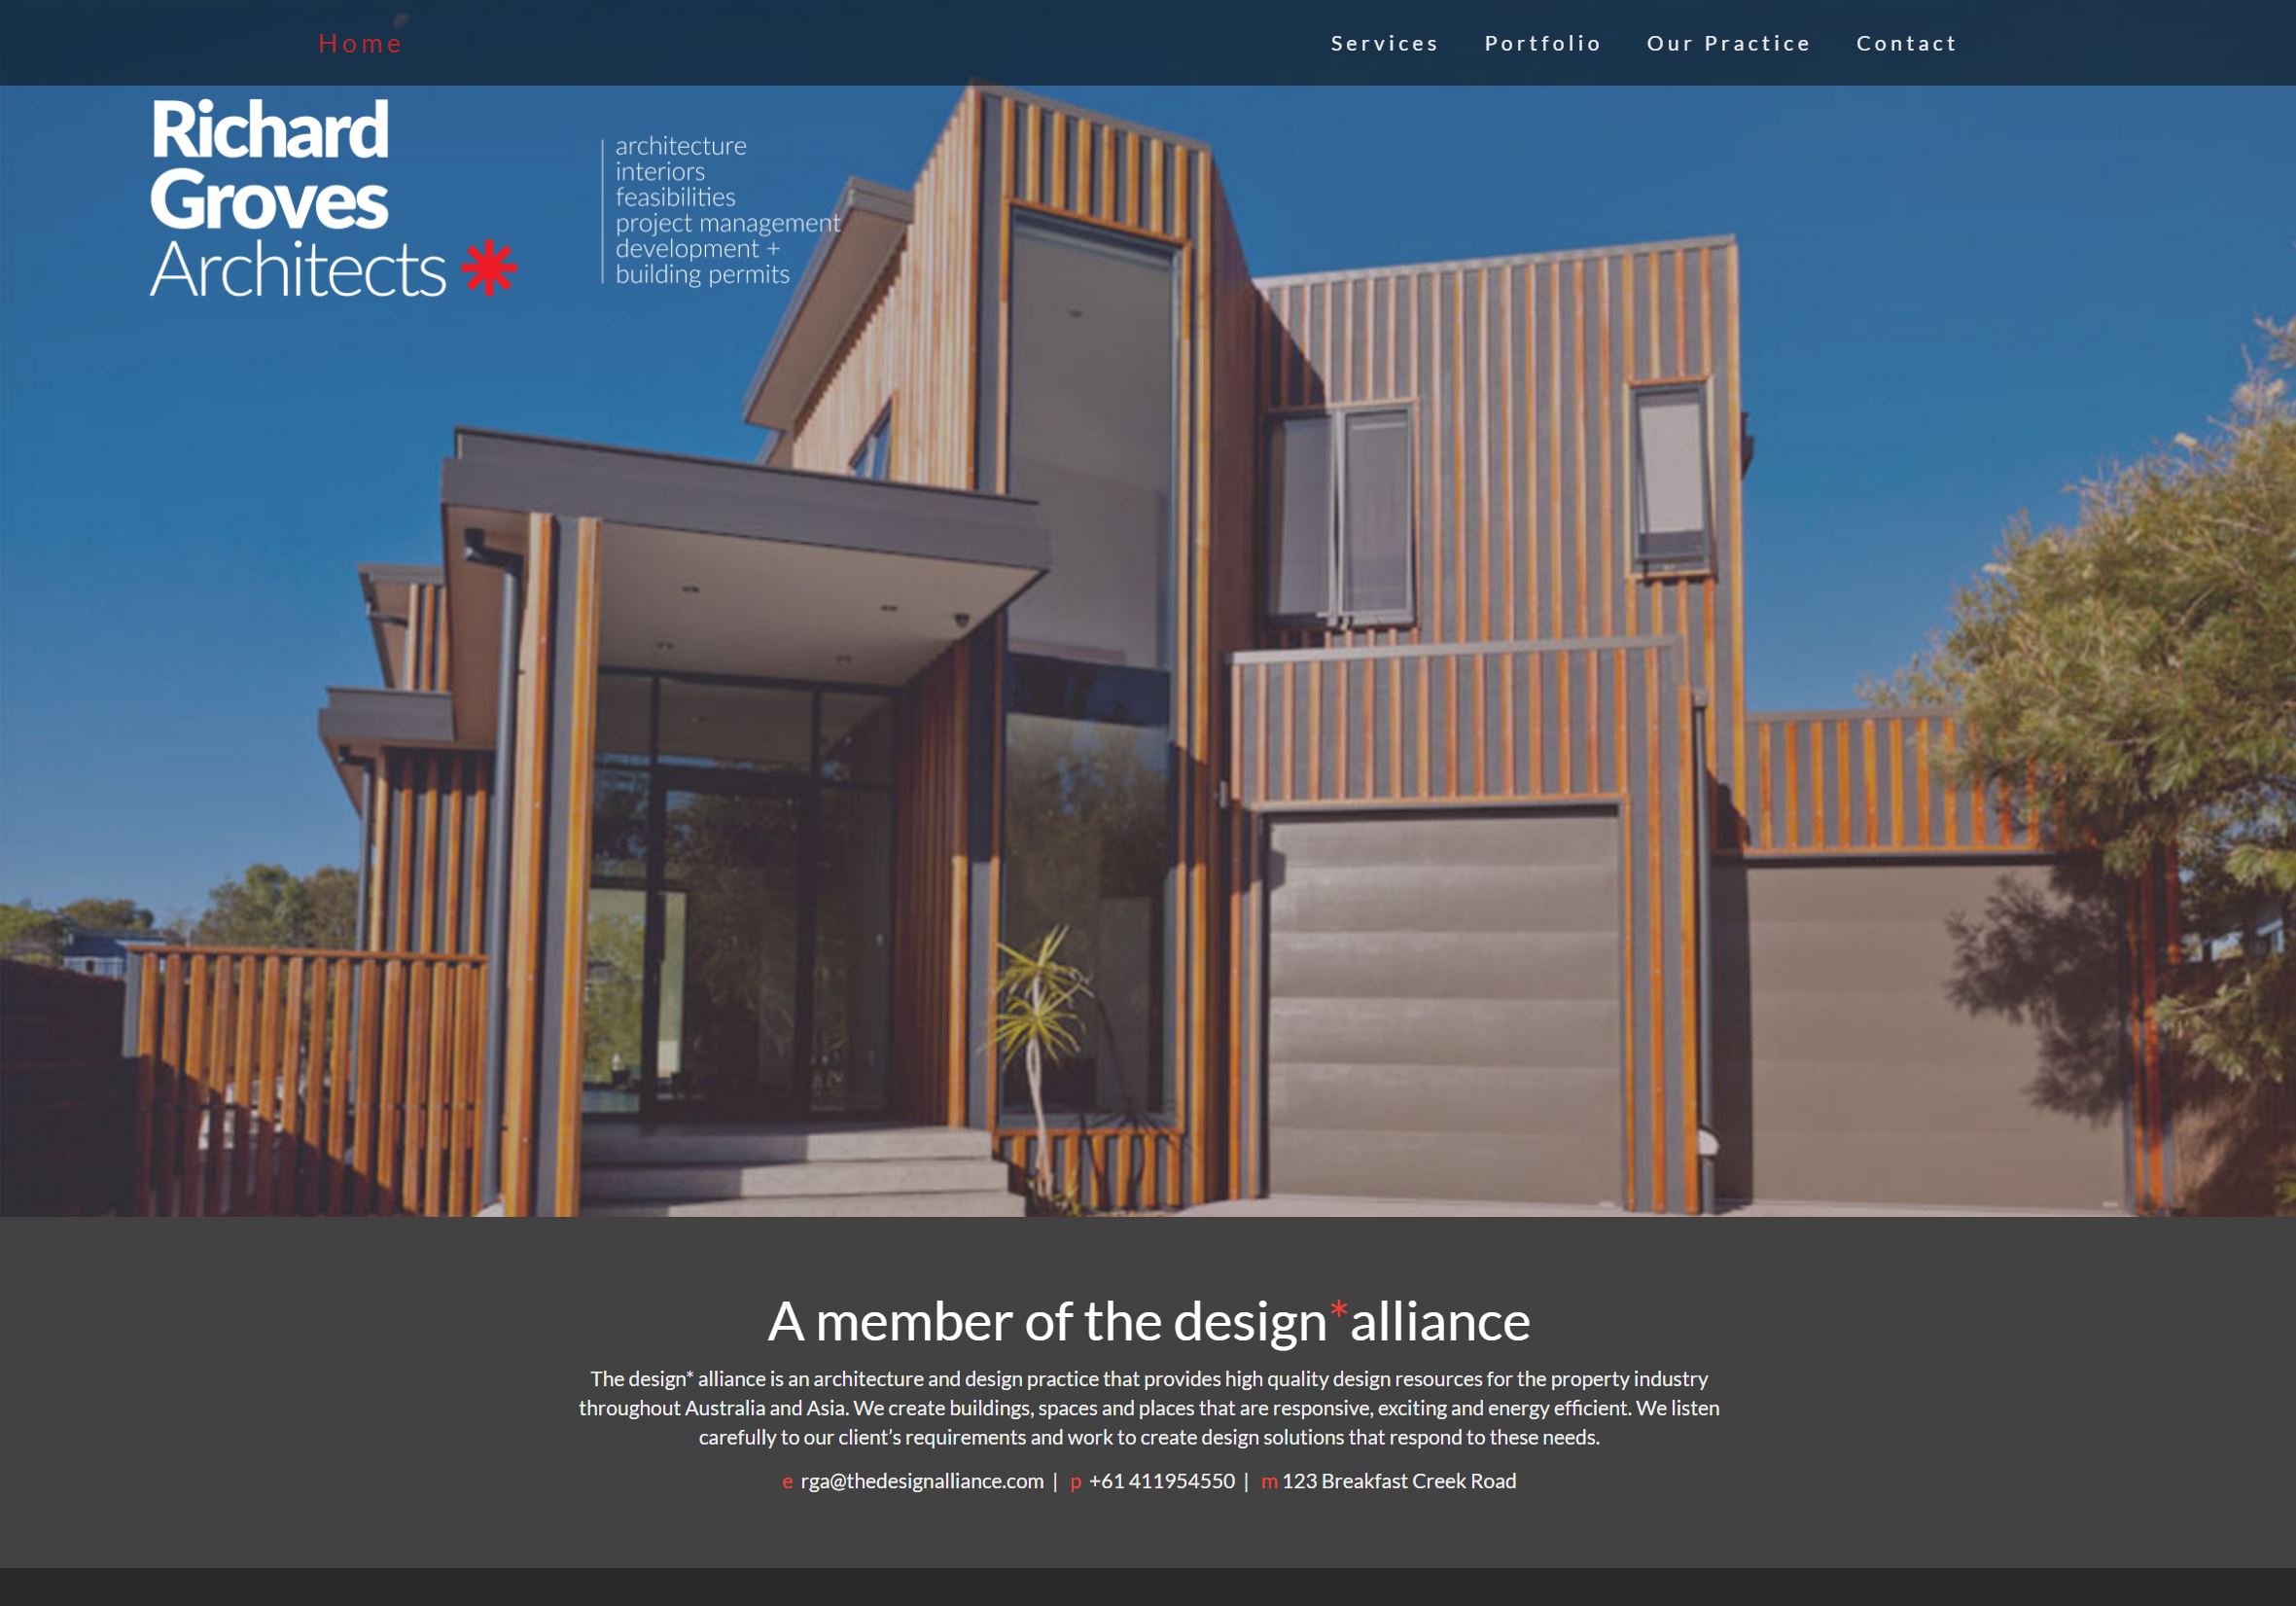 Home
Services
Portfolio
Our Practice
Contact
Richard
Groves
Architects *
architecture
interiors
feasibilities
project management
development +
building permits
A member of the design*alliance
The design* alliance is an architecture and design practice that provides high quality design resources for the property industry
throughout Australia and Asia. We create buildings, spaces and places that are responsive, exciting and energy efficient. We listen
carefully to our client’s requirements and work to create design solutions that respond to these needs.
e rga@thedesignalliance.com | p +61 411954550 | m 123 Breakfast Creek Road